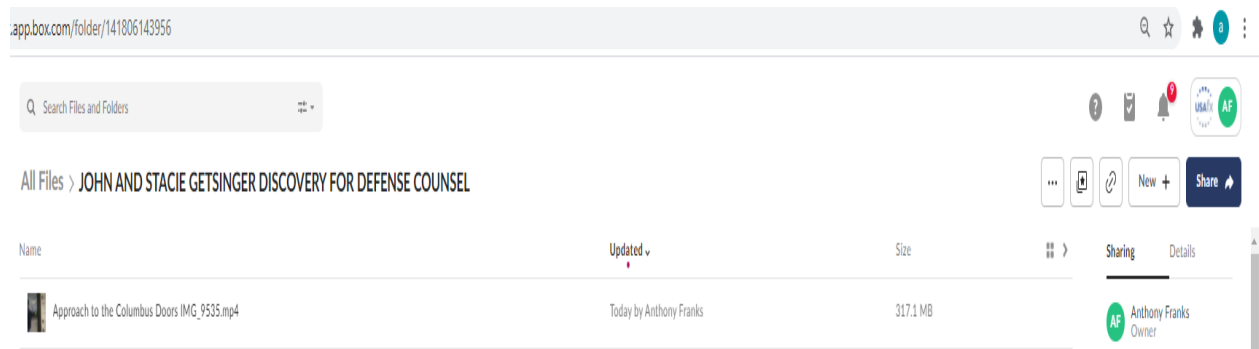 .app.box.com/folder/141806143956
a
Search Files and Folders
9
USAfx
AF
All Files > JOHN AND STACIE GETSINGER DISCOVERY FOR DEFENSE COUNSEL
New +
Share
Name
Updated
Size
Sharing
Details
Approach to the Columbus Doors IMG_9535.mp4
Today by Anthony Franks
317.1 MB
AF
Anthony Franks
Owner